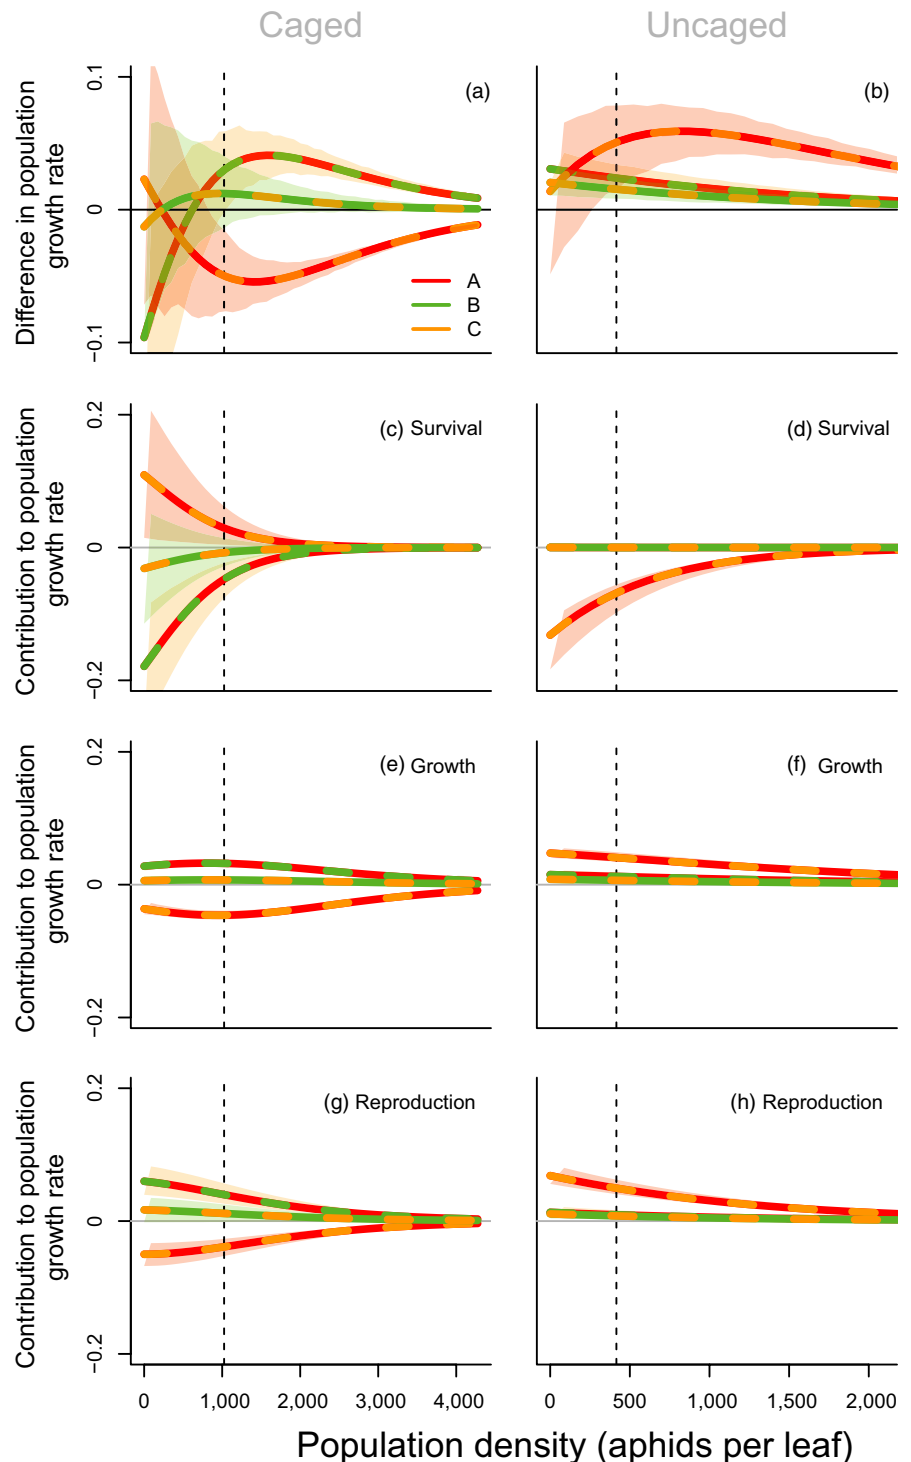 Caged
Uncaged
Difference in population
growth rate
0.1
0
−0.1
(a)
A
B
C
(b)
Contribution to population
growth rate
0.2
0
−0.2
(c) Survival
(d) Survival
Contribution to population
growth rate
0.2
0
−0.2
(e) Growth
(f) Growth
Contribution to population
growth rate
0.2
0
−0.2
(g) Reproduction
(h) Reproduction
0 1,000 2,000 3,000 4,000
0 500 1,000 1,500 2,000
Population density (aphids per leaf)